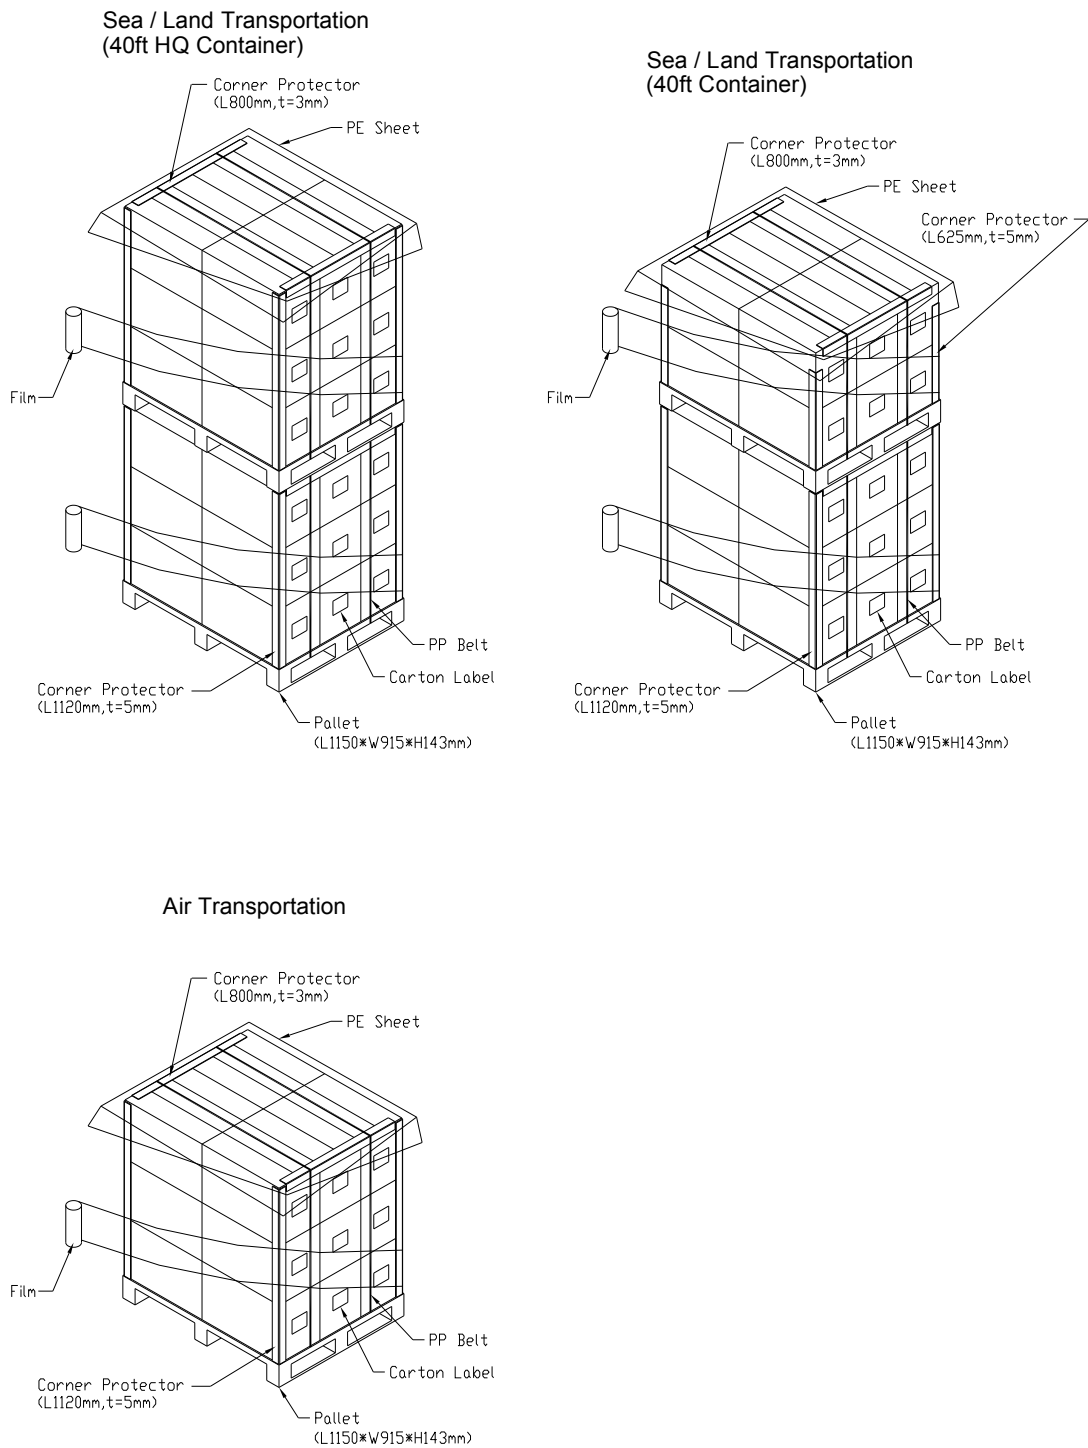 Sea / Land Transportation
(40ft HQ Container)
Corner Protector
(L800mm,t=3mm)
PE Sheet
Film
PP Belt
Carton Label
Corner Protector
(L1120mm,t=5mm)
Pallet
(L1150*W915*H143mm)
Sea / Land Transportation
(40ft Container)
Corner Protector
(L800mm,t=3mm)
PE Sheet
Corner Protector
(L625mm,t=5mm)
Film
PP Belt
Carton Label
Corner Protector
(L1120mm,t=5mm)
Pallet
(L1150*W915*H143mm)
Air Transportation
Corner Protector
(L800mm,t=3mm)
PE Sheet
Film
PP Belt
Carton Label
Corner Protector
(L1120mm,t=5mm)
Pallet
(L1150*W915*H143mm)